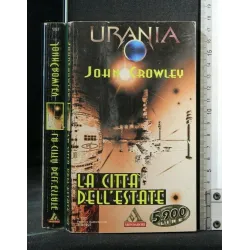 URANIA
JOHN CROWLEY
LA CITTÀ
DELL'ESTATE
5.900
JOHN CROWLEY
LA CITTÀ DELL'ESTATE